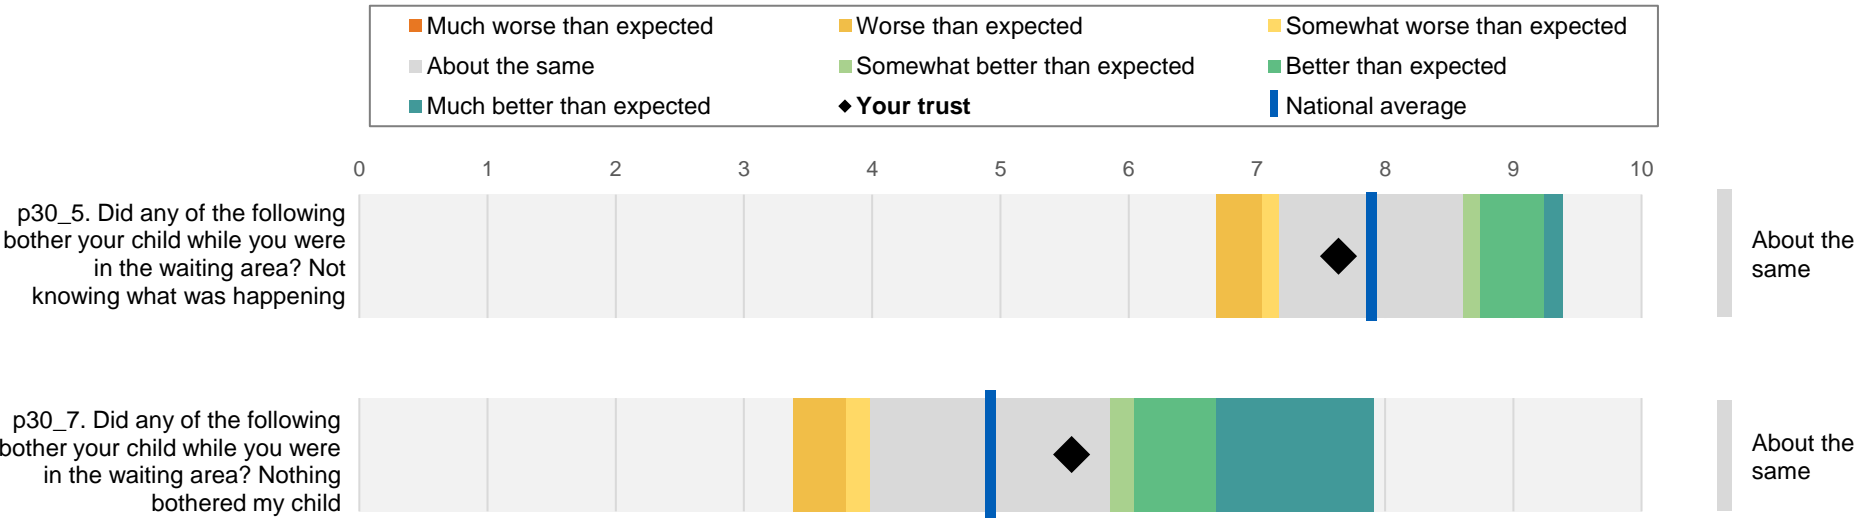 Much worse than expected
Worse than expected
Somewhat worse than expected
About the same
Somewhat better than expected
Better than expected
Much better than expected
Your trust
National average
0 1 2 3 4 5 6 7 8 9 10
p30_5. Did any of the following
bother your child while you were
in the waiting area? Not
knowing what was happening
About the
same
p30_7. Did any of the following
bother your child while you were
in the waiting area? Nothing
bothered my child
About the
same